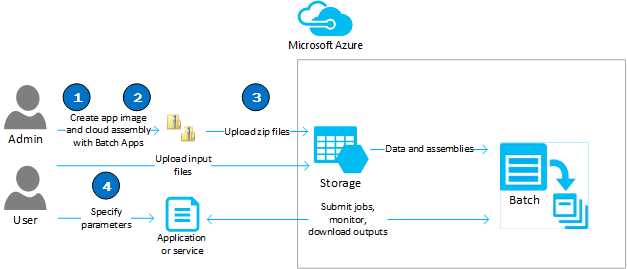 Microsoft Azure
1
2
3
Create app image
and cloud assembly
with Batch Apps
Upload zip files
Admin
Upload input
files
Data and assemblies
Storage
Batch
4
User
Specify
parameters
Application
or service
Submit jobs,
monitor,
download outputs